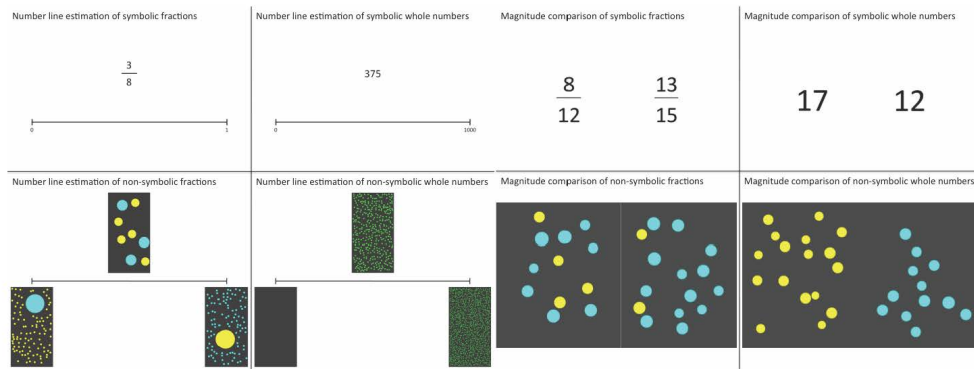 Number line estimation of symbolic fractions
3
8
0 1
Number line estimation of symbolic whole numbers
375
0 1000
Magnitude comparison of symbolic fractions
8 13
12 15
Magnitude comparison of symbolic whole numbers
17 12
Number line estimation of non-symbolic fractions
Number line estimation of non-symbolic whole numbers
Magnitude comparison of non-symbolic fractions
Magnitude comparison of non-symbolic whole numbers